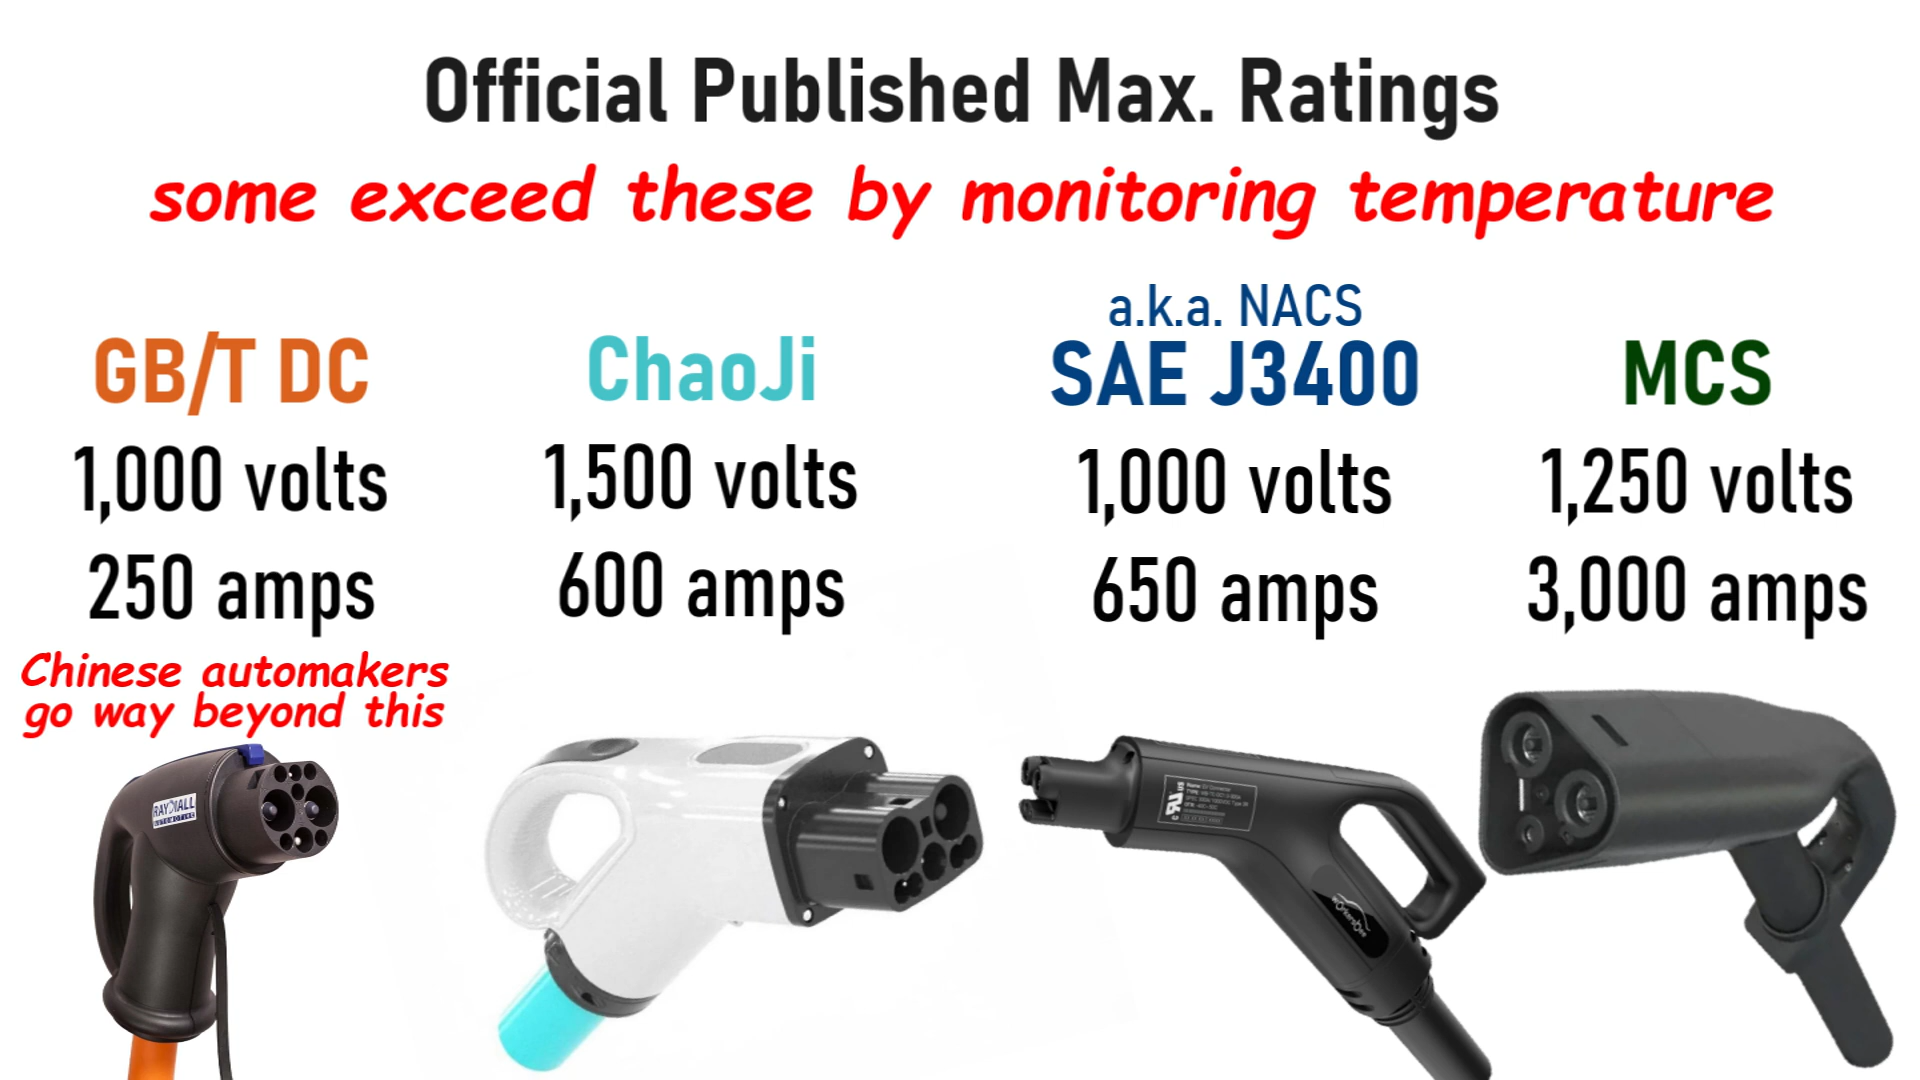 Official Published Max. Ratings
some exceed these by monitoring temperature
GB/T DC
1,000 volts
250 amps
Chinese automakers
go way beyond this
ChaoJi
1,500 volts
600 amps
a.k.a. NACS
SAE J3400
1,000 volts
650 amps
MCS
1,250 volts
3,000 amps
RAYDIALL
AUTOMOTIVE
workersbee